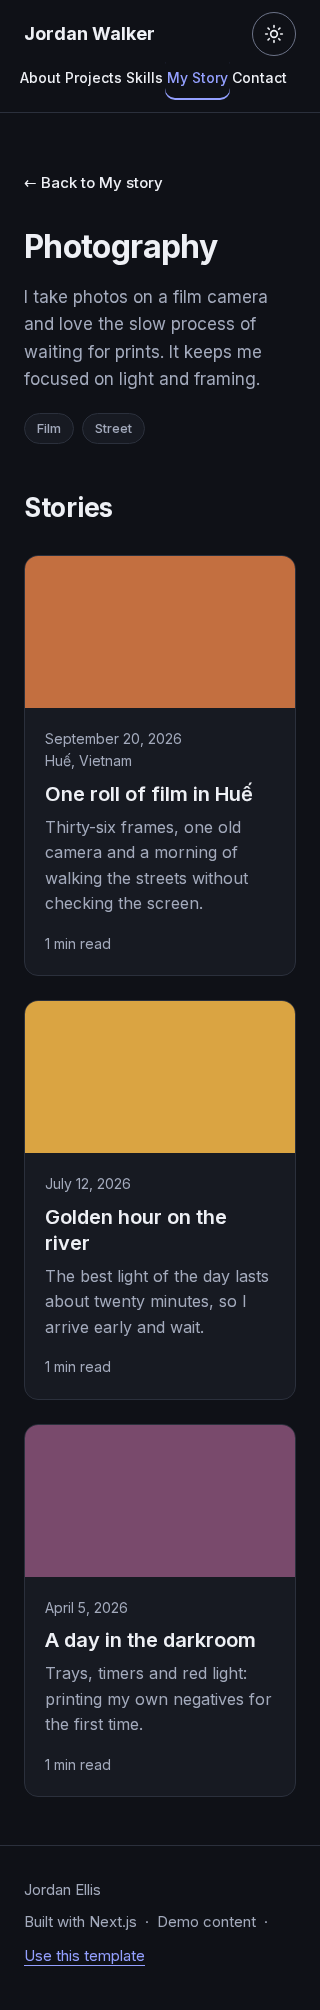 Jordan Walker
About Projects Skills My Story Contact
← Back to My story
Photography
I take photos on a film camera
and love the slow process of
waiting for prints. It keeps me
focused on light and framing.
Film Street
Stories
September 20, 2026
Huế, Vietnam
One roll of film in Huế
Thirty-six frames, one old
camera and a morning of
walking the streets without
checking the screen.
1 min read
July 12, 2026
Golden hour on the
river
The best light of the day lasts
about twenty minutes, so I
arrive early and wait.
1 min read
April 5, 2026
A day in the darkroom
Trays, timers and red light:
printing my own negatives for
the first time.
1 min read
Jordan Ellis
Built with Next.js · Demo content ·
Use this template